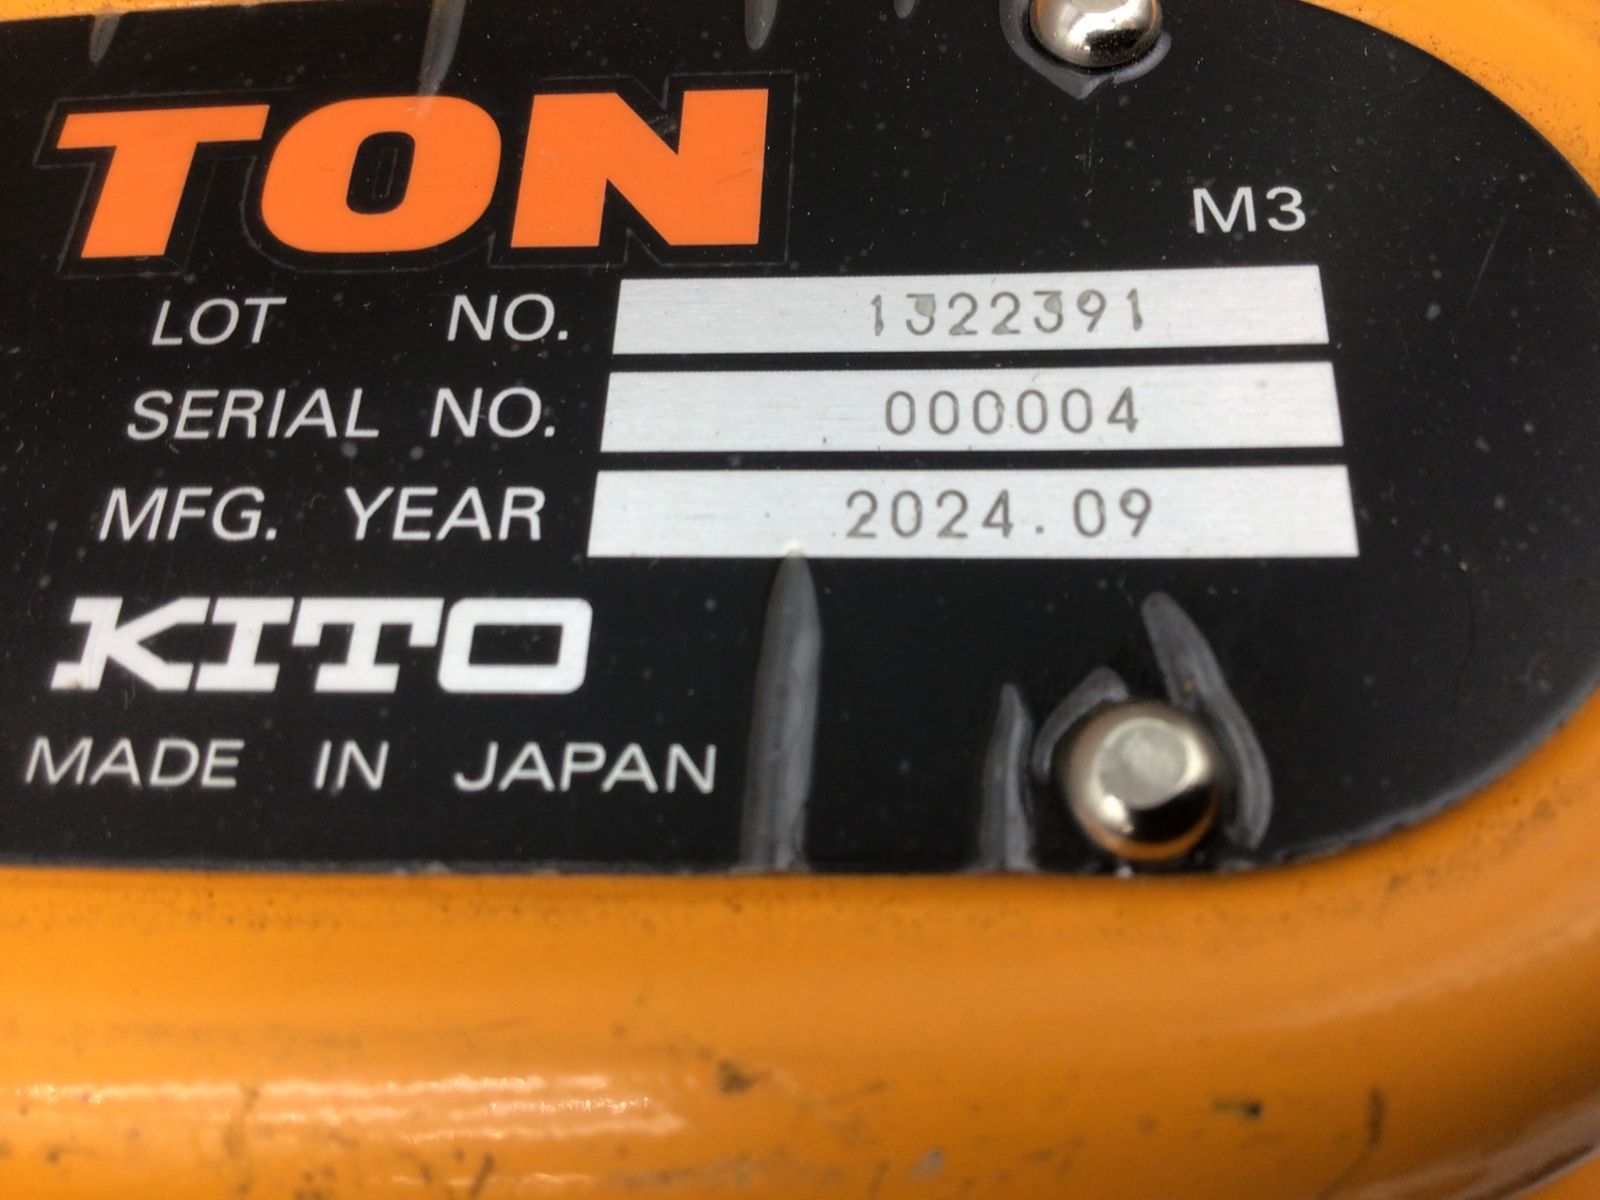 TON
M3
LOT NO. 1322391
SERIAL NO. 000004
MFG. YEAR 2024.09
KITO
MADE IN JAPAN